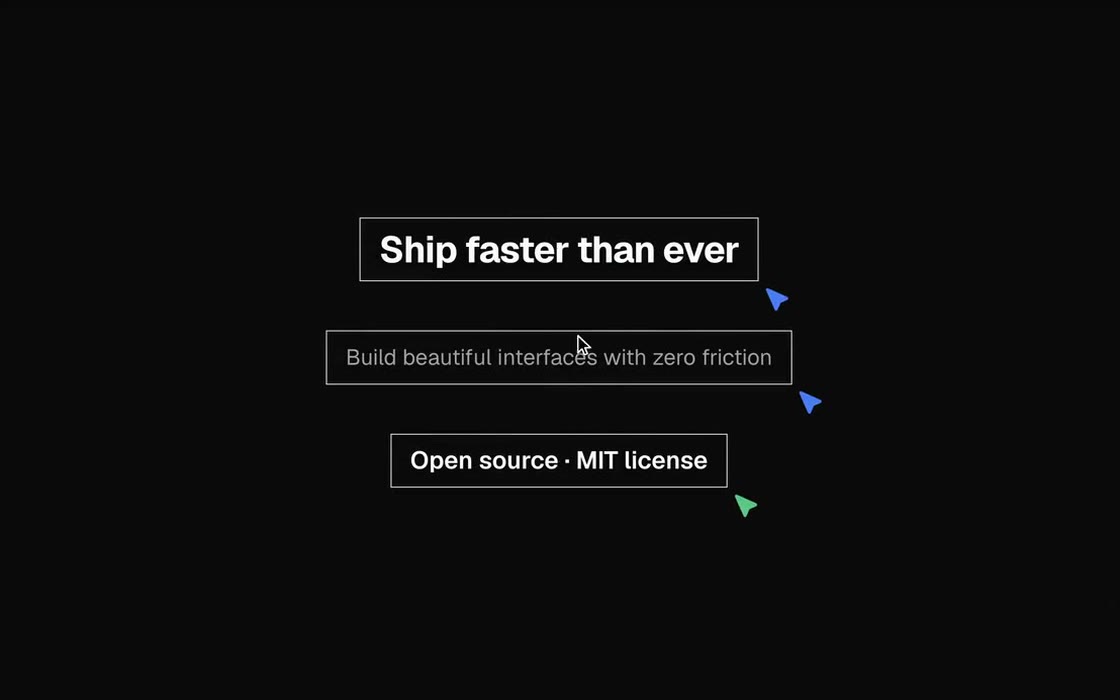 Ship faster than ever
Build beautiful interfaces with zero friction
Open source · MIT license